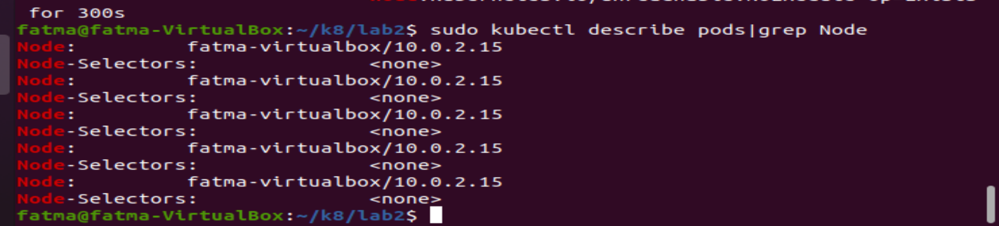 for 300s
fatma@fatma-VirtualBox:~/k8/lab2$ sudo kubectl describe pods|grep Node
Node:         fatma-virtualbox/10.0.2.15
Node-Selectors:              <none>
Node:         fatma-virtualbox/10.0.2.15
Node-Selectors:              <none>
Node:         fatma-virtualbox/10.0.2.15
Node-Selectors:              <none>
Node:         fatma-virtualbox/10.0.2.15
Node-Selectors:              <none>
Node:         fatma-virtualbox/10.0.2.15
Node-Selectors:              <none>
fatma@fatma-VirtualBox:~/k8/lab2$